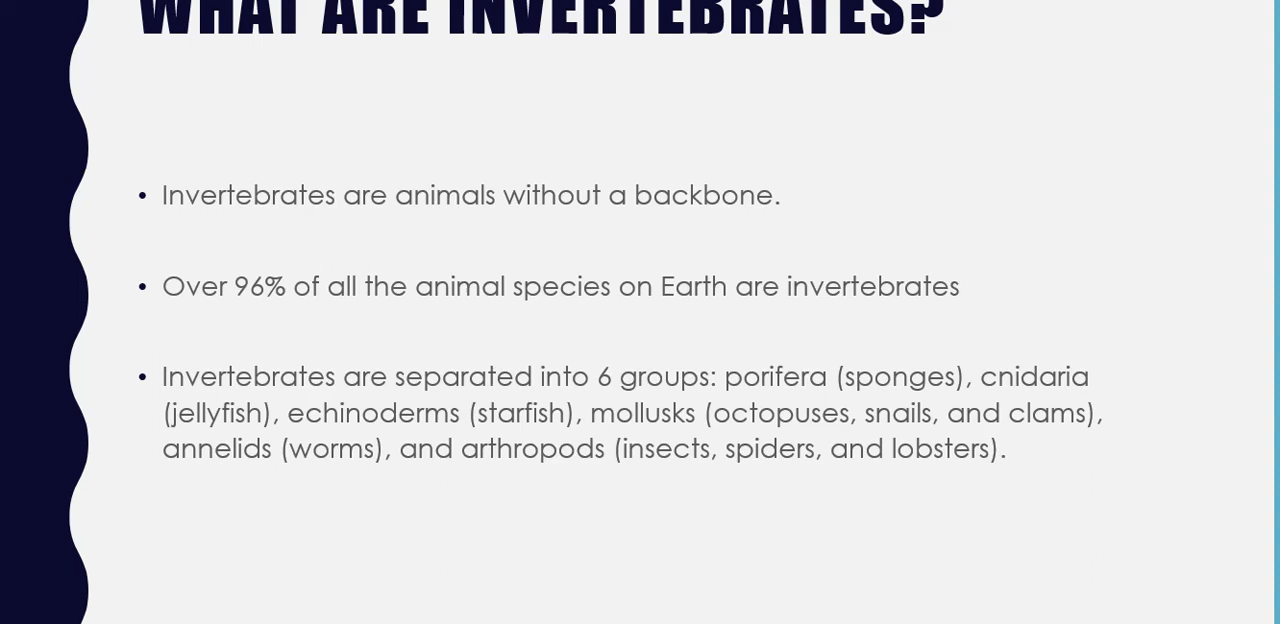 WHAT ARE INVERTEBRATES?
• Invertebrates are animals without a backbone.
• Over 96% of all the animal species on Earth are invertebrates
• Invertebrates are separated into 6 groups: porifera (sponges), cnidaria
(jellyfish), echinoderms (starfish), mollusks (octopuses, snails, and clams),
annelids (worms), and arthropods (insects, spiders, and lobsters).